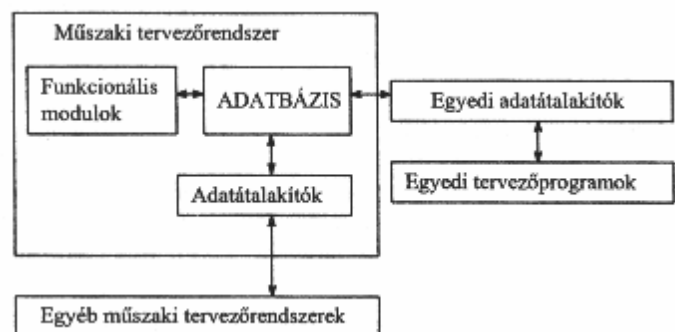 Műszaki tervezőrendszer
Funkcionális
modulok
ADATBÁZIS
Egyedi adatátalakítók
Egyedi tervezőprogramok
Adatátalakítók
Egyéb műszaki tervezőrendszerek